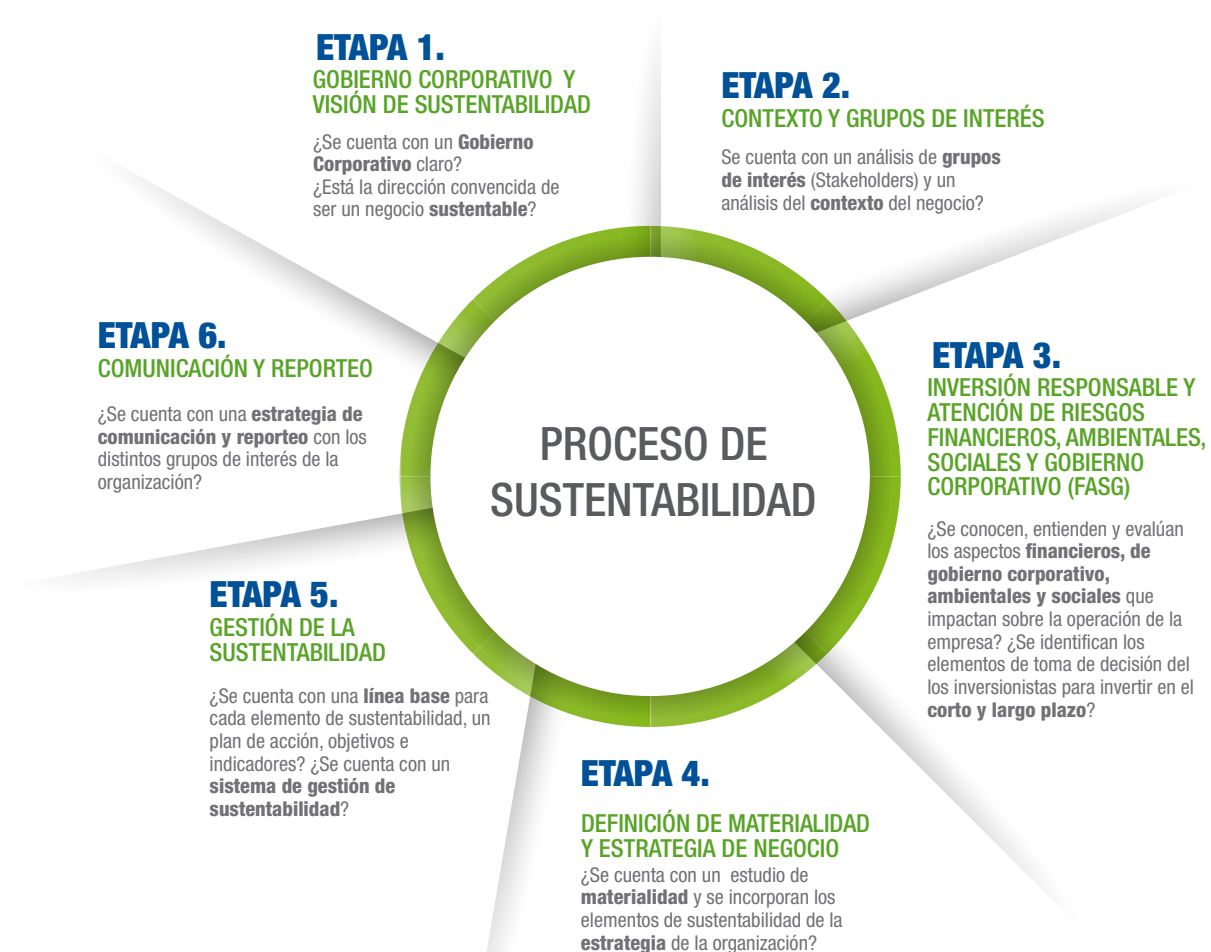 ETAPA 1.
GOBIERNO CORPORATIVO Y
VISIÓN DE SUSTENTABILIDAD
¿Se cuenta con un Gobierno
Corporativo claro?
¿Está la dirección convencida de
ser un negocio sustentable?
ETAPA 2.
CONTEXTO Y GRUPOS DE INTERÉS
Se cuenta con un análisis de grupos
de interés (Stakeholders) y un
análisis del contexto del negocio?
ETAPA 3.
INVERSIÓN RESPONSABLE Y
ATENCIÓN DE RIESGOS
FINANCIEROS, AMBIENTALES,
SOCIALES Y GOBIERNO
CORPORATIVO (FASG)
¿Se conocen, entienden y evalúan
los aspectos financieros, de
gobierno corporativo,
ambientales y sociales que
impactan sobre la operación de la
empresa? ¿Se identifican los
elementos de toma de decisión del
los inversionistas para invertir en el
corto y largo plazo?
ETAPA 4.
DEFINICIÓN DE MATERIALIDAD
Y ESTRATEGIA DE NEGOCIO
¿Se cuenta con un estudio de
materialidad y se incorporan los
elementos de sustentabilidad de la
estrategia de la organización?
ETAPA 5.
GESTIÓN DE LA
SUSTENTABILIDAD
¿Se cuenta con una línea base para
cada elemento de sustentabilidad, un
plan de acción, objetivos e
indicadores? ¿Se cuenta con un
sistema de gestión de
sustentabilidad?
ETAPA 6.
COMUNICACIÓN Y REPORTEO
¿Se cuenta con una estrategia de
comunicación y reporteo con los
distintos grupos de interés de la
organización?
PROCESO DE
SUSTENTABILIDAD